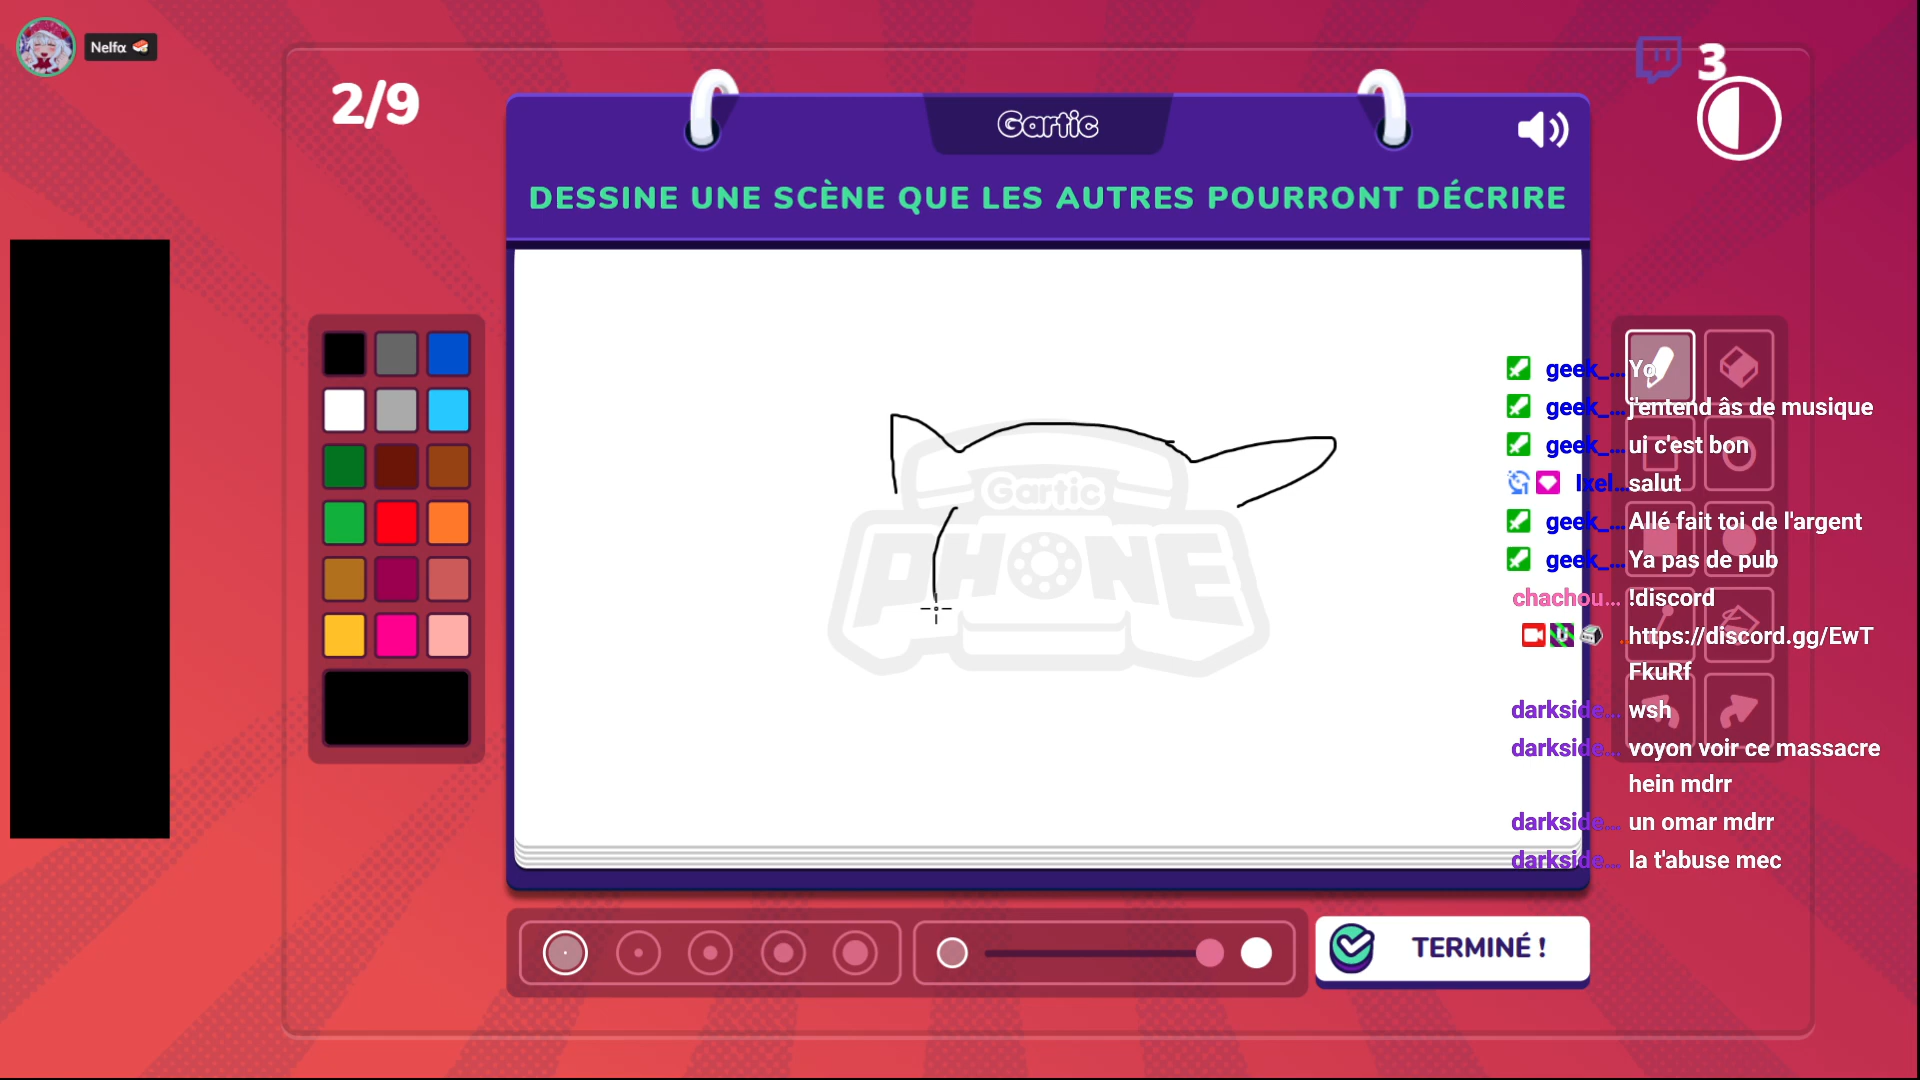 Nelfα
2/9
3
Gartic
DESSINE UNE SCÈNE QUE LES AUTRES POURRONT DÉCRIRE
Gartic
PHONE
geek_... Yo
geek_... j'entend âs de musique
geek_... ui c'est bon
Ixel... salut
geek_... Allé fait toi de l'argent
geek_... Ya pas de pub
chachou... !discord
https://discord.gg/EwT
FkuRf
darkside... wsh
darkside... voyon voir ce massacre
hein mdrr
darkside... un omar mdrr
darkside... la t'abuse mec
TERMINÉ !